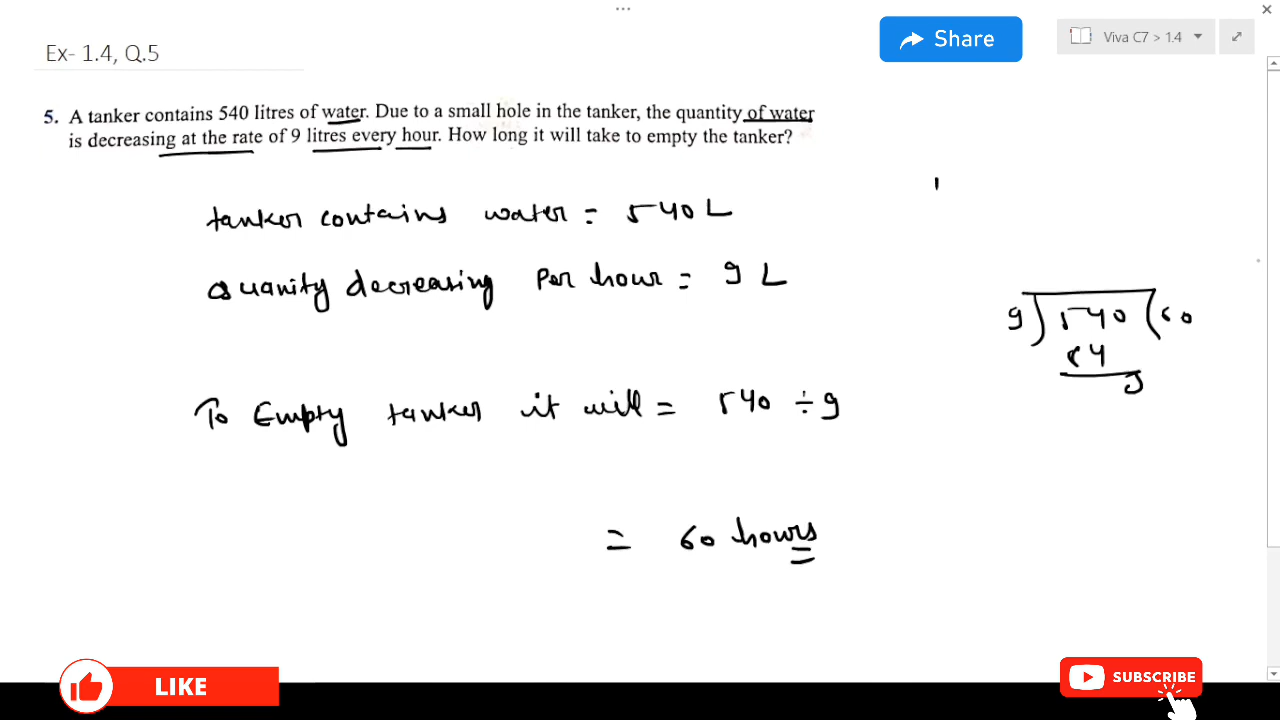 Ex- 1.4, Q.5
Share
Viva C7 > 1.4
5. A tanker contains 540 litres of water. Due to a small hole in the tanker, the quantity of water
is decreasing at the rate of 9 litres every hour. How long it will take to empty the tanker?
tanker contains water = 540 L
Quanity decreasing Per hour = 9 L
9) 540 (60
54
0
To Empty tanker it will = 540 ÷ 9
= 60 hours
LIKE
SUBSCRIBE